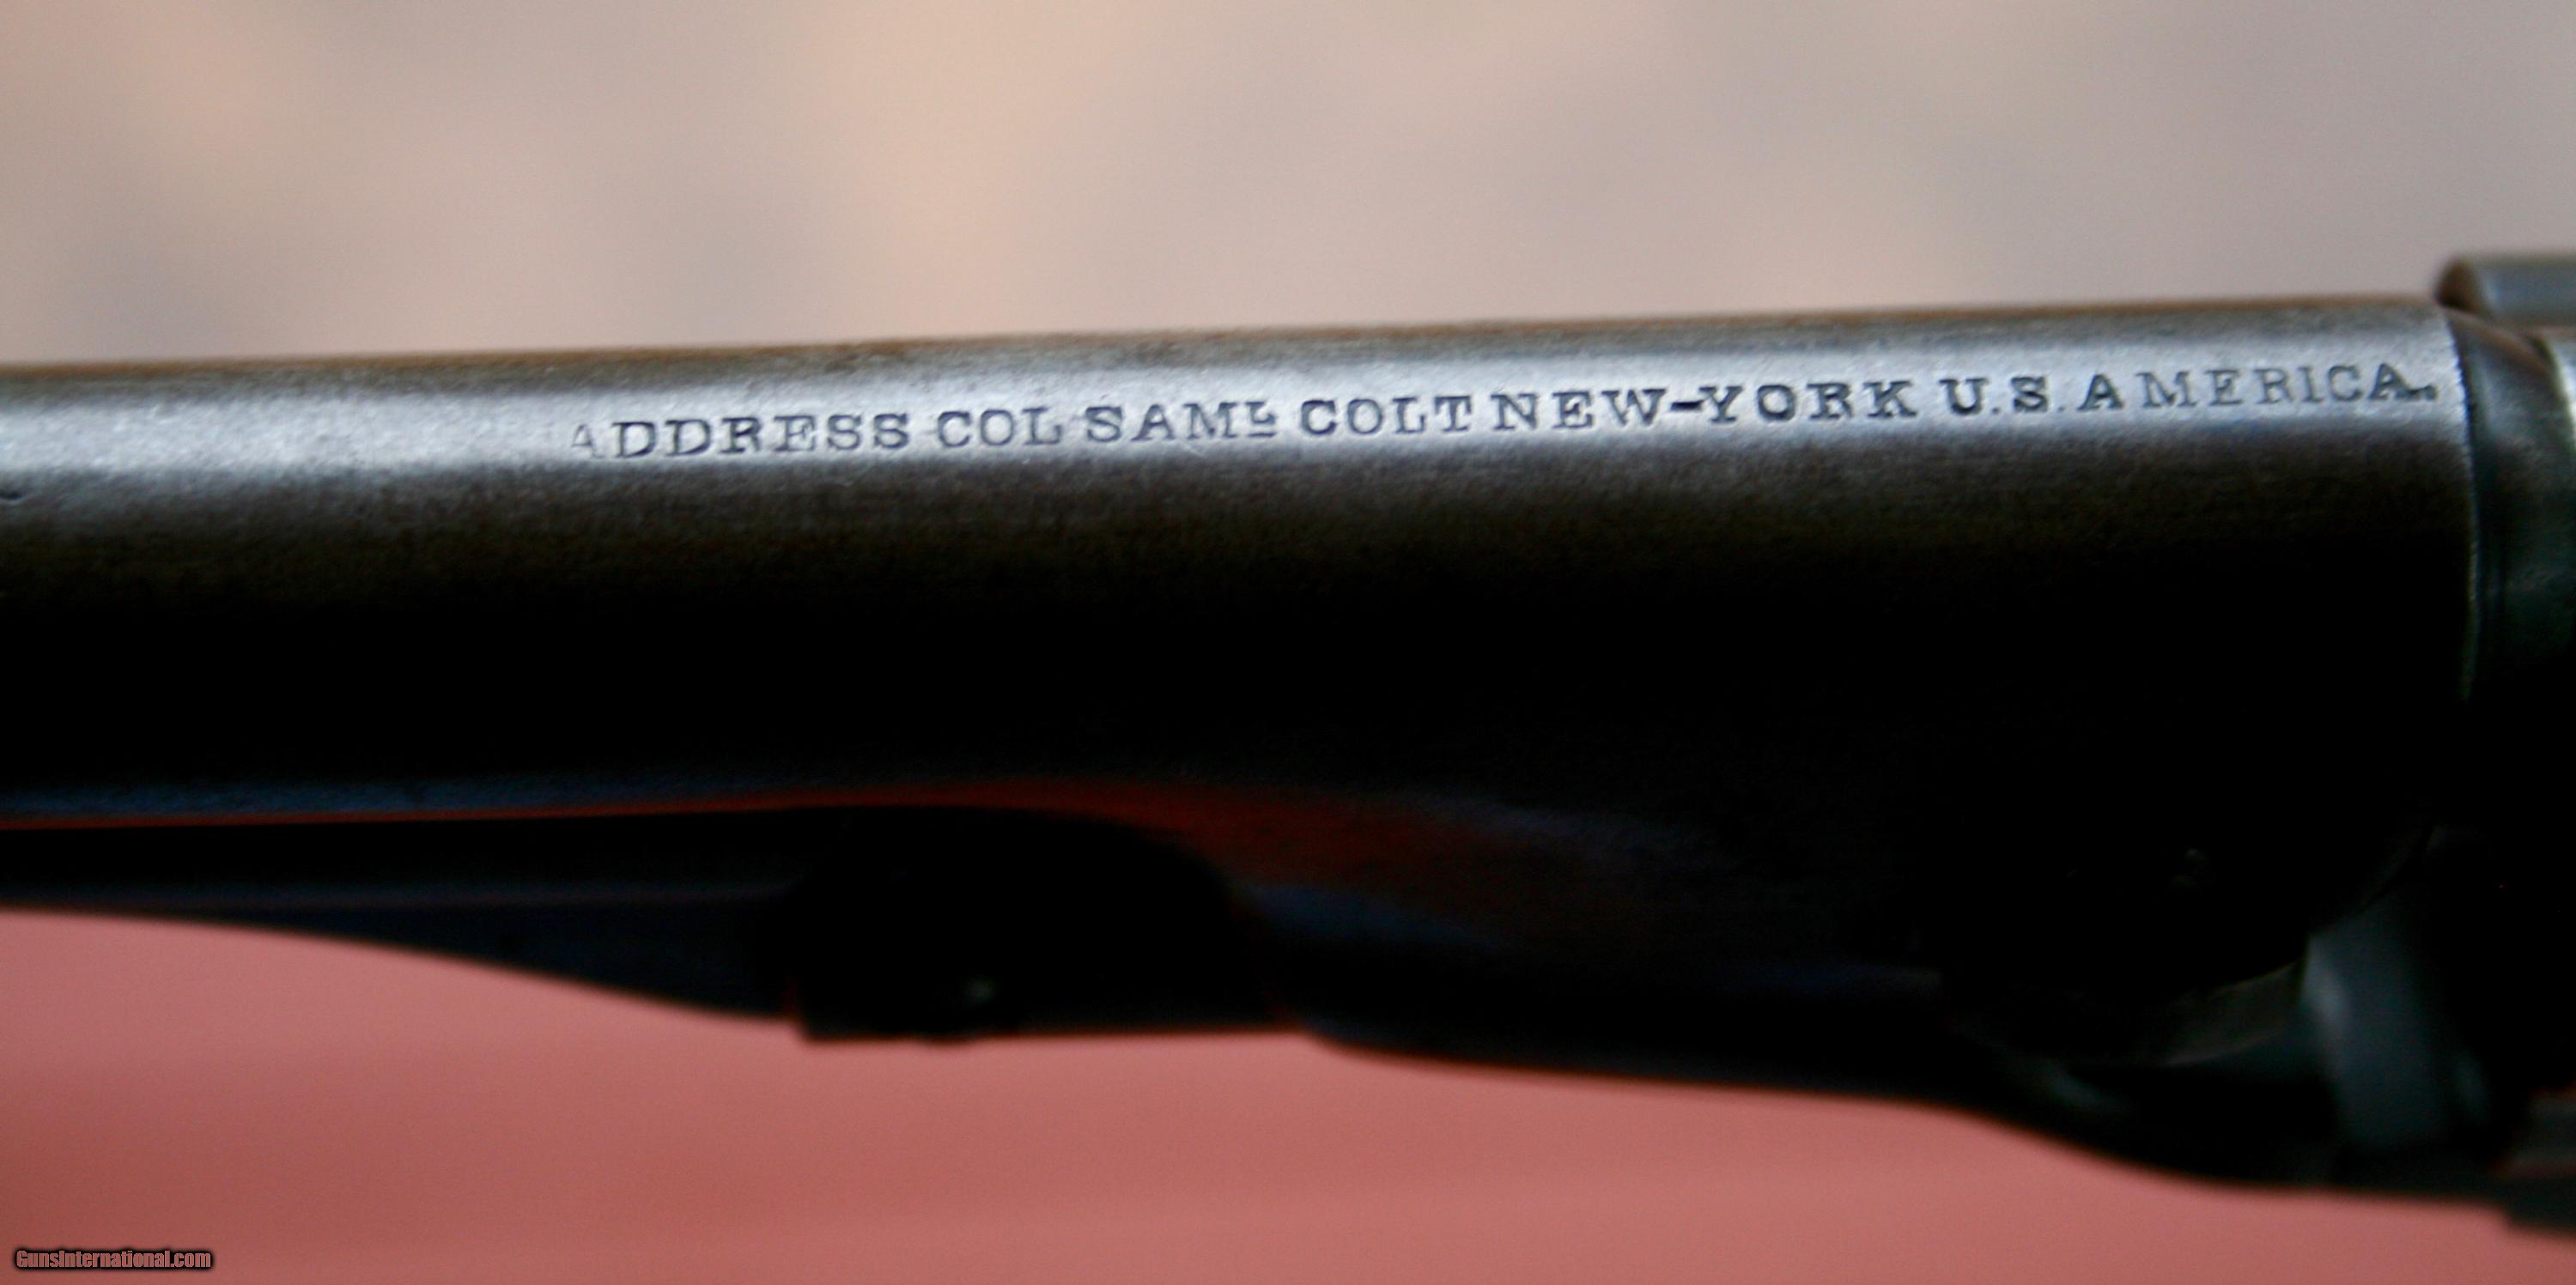 ADDRESS COL SAML COLT NEW-YORK U.S. AMERICA.
GunsInternational.com